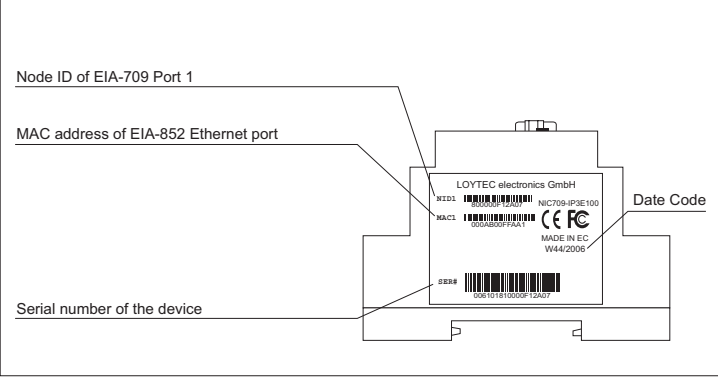 Node ID of EIA-709 Port 1
MAC address of EIA-852 Ethernet port
LOYTEC electronics GmbH
NID1
800000F12A07
NIC709-IP3E100
MAC1
000AB00FFAA1
CE FC
MADE IN EC
W44/2006
Date Code
SER#
006101810000F12A07
Serial number of the device